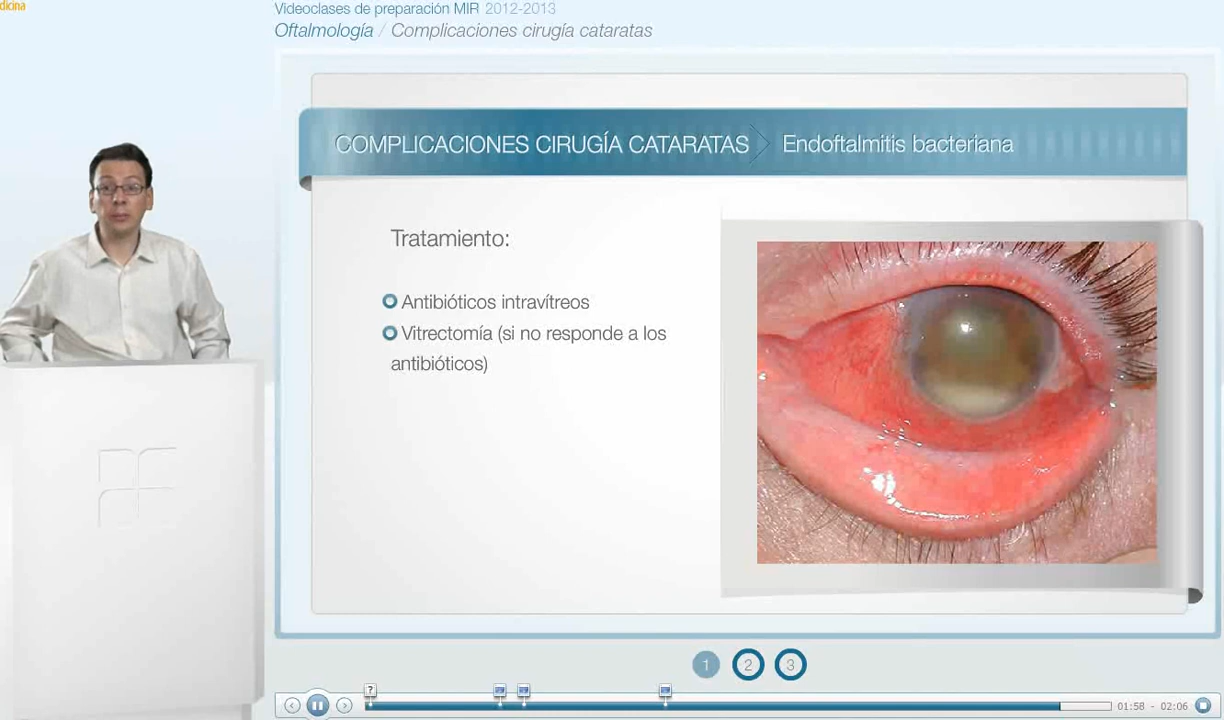 dicina
Videoclases de preparación MIR 2012-2013
Oftalmología / Complicaciones cirugía cataratas
COMPLICACIONES CIRUGÍA CATARATAS Endoftalmitis bacteriana
Tratamiento:
Antibióticos intravítreos
Vitrectomía (si no responde a los
antibióticos)
1 2 3
?
01:58 - 02:06